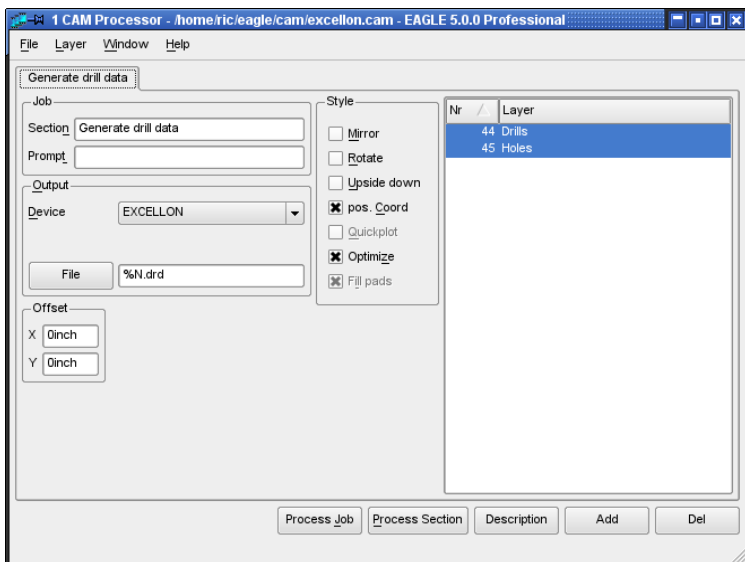 1 CAM Processor - /home/ric/eagle/cam/excellon.cam - EAGLE 5.0.0 Professional
File Layer Window Help
Generate drill data
Job
Section Generate drill data
Prompt
Output
Device EXCELLON
File %N.drd
Offset
X 0inch
Y 0inch
Style
Mirror
Rotate
Upside down
pos. Coord
Quickplot
Optimize
Fill pads
Nr Layer
44 Drills
45 Holes
Process Job Process Section Description Add Del